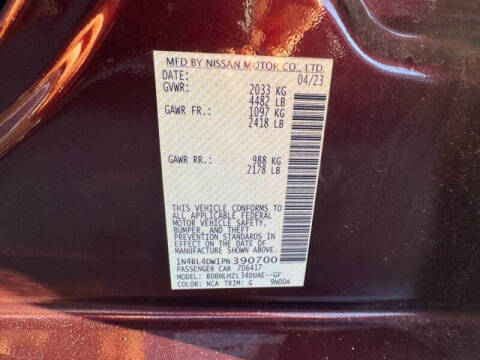 MFD BY NISSAN MOTOR CO., LTD.
DATE: 04/23
GVWR: 2033 KG
4482 LB
GAWR FR.: 1097 KG
2418 LB
GAWR RR.: 988 KG
2178 LB
THIS VEHICLE CONFORMS TO
ALL APPLICABLE FEDERAL
MOTOR VEHICLE SAFETY,
BUMPER, AND THEFT
PREVENTION STANDARDS IN
EFFECT ON THE DATE OF
MANUFACTURE SHOWN ABOVE.
1N4BL4DW1PN390700
PASSENGER CAR 706417
MODEL: BDBNLHZL34DUAE--GF
COLOR: NCA TRIM: G 9N00A